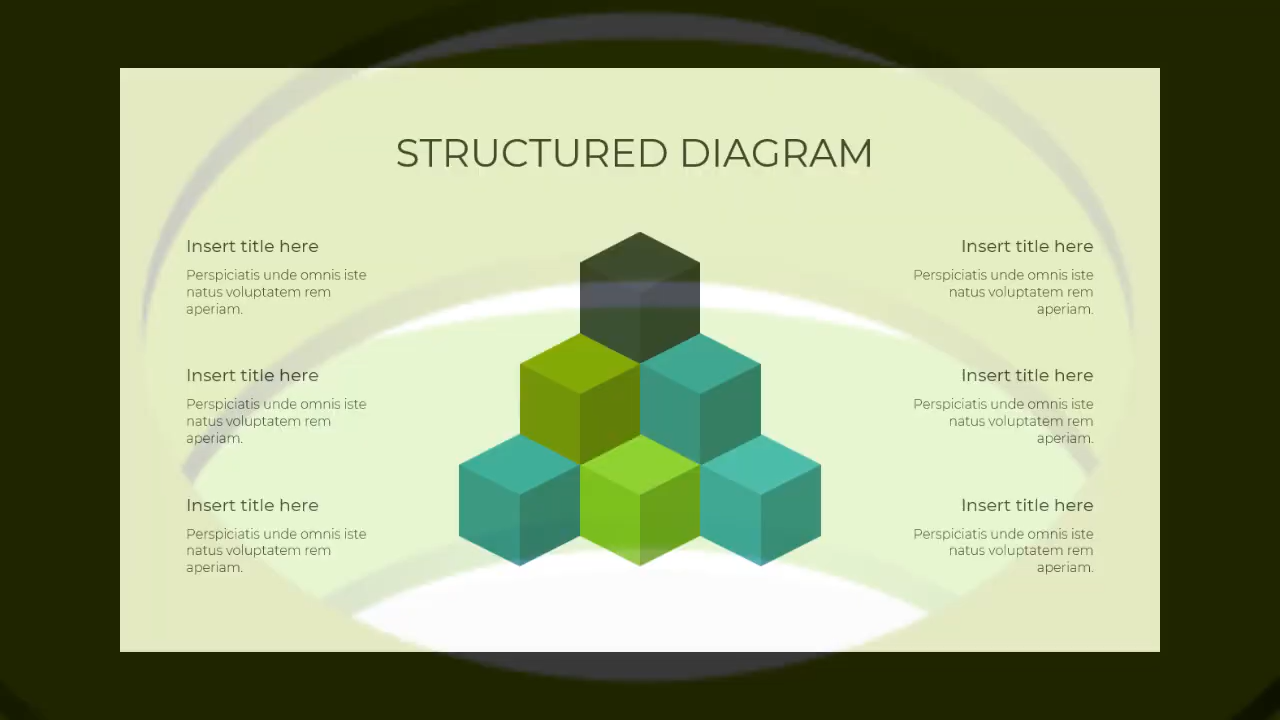 STRUCTURED DIAGRAM
Insert title here
Perspiciatis unde omnis iste
natus voluptatem rem
aperiam.
Insert title here
Perspiciatis unde omnis iste
natus voluptatem rem
aperiam.
Insert title here
Perspiciatis unde omnis iste
natus voluptatem rem
aperiam.
Insert title here
Perspiciatis unde omnis iste
natus voluptatem rem
aperiam.
Insert title here
Perspiciatis unde omnis iste
natus voluptatem rem
aperiam.
Insert title here
Perspiciatis unde omnis iste
natus voluptatem rem
aperiam.